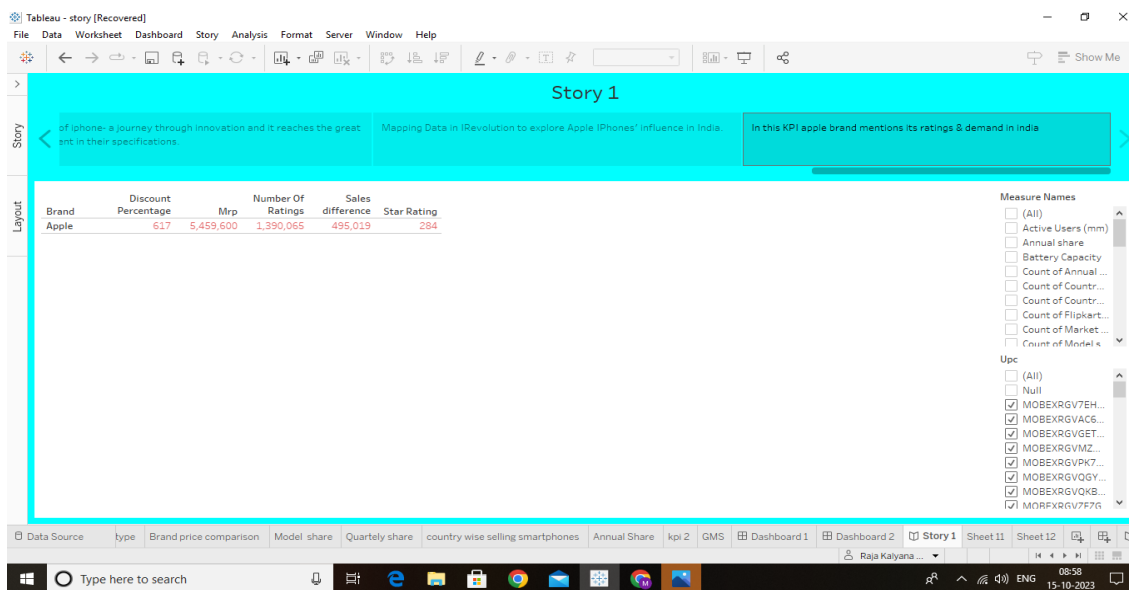 Tableau - story [Recovered]
File Data Worksheet Dashboard Story Analysis Format Server Window Help
Show Me
Story 1
of iphone- a journey through innovation and it reaches the great
ent in their specifications.
Mapping Data in IRevolution to explore Apple IPhones' influence in India.
In this KPI apple brand mentions its ratings & demand in india
Story
Layout
Discount Number Of Sales
Brand Percentage Mrp Ratings difference Star Rating
Apple 617 5,459,600 1,390,065 495,019 284
Measure Names
(All)
Active Users (mm)
Annual share
Battery Capacity
Count of Annual ...
Count of Countr...
Count of Countr...
Count of Flipkart...
Count of Market ...
Count of Model s
Upc
(All)
Null
MOBEXRGV7EH...
MOBEXRGVAC6...
MOBEXRGVGET...
MOBEXRGVMZ...
MOBEXRGVPK7...
MOBEXRGVQGY...
MOBEXRGVQKB...
MOBEXRGVZEZG
Data Source type Brand price comparison Model share Quartely share country wise selling smartphones Annual Share kpi 2 GMS Dashboard 1 Dashboard 2 Story 1 Sheet 11 Sheet 12
Raja Kalyana ...
Type here to search
ENG
08:58
15-10-2023